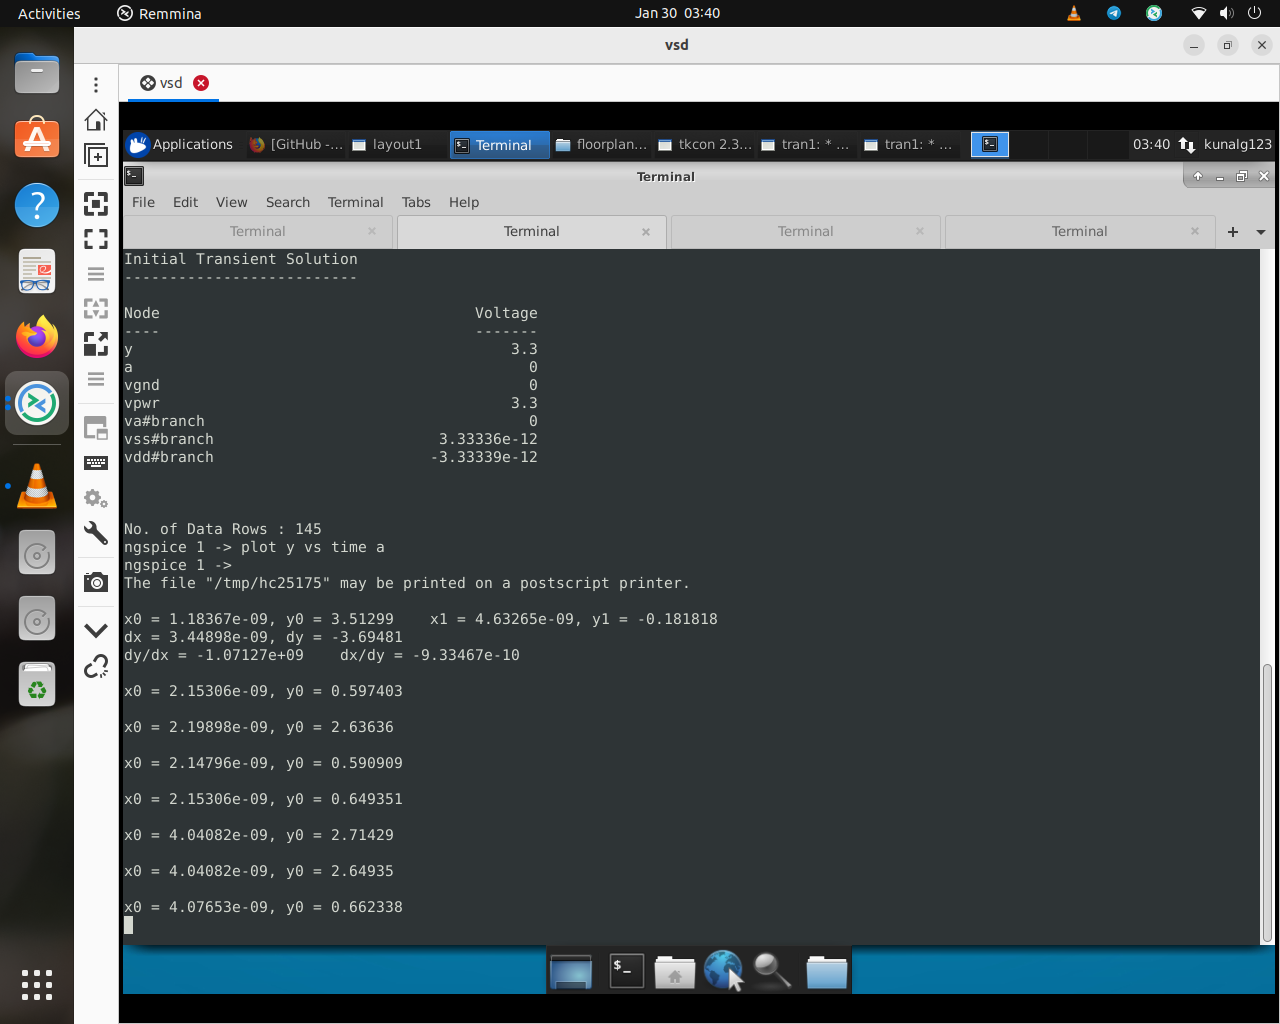 Activities
Remmina
Jan 30  03:40
vsd
vsd
Applications
[GitHub -...
layout1
Terminal
floorplan...
tkcon 2.3...
tran1: * ...
tran1: * ...
03:40
kunalg123
Terminal
File
Edit
View
Search
Terminal
Tabs
Help
Terminal
Terminal
Terminal
Terminal
Initial Transient Solution
--------------------------
Node                                   Voltage
----                                   -------
y                                          3.3
a                                            0
vgnd                                         0
vpwr                                       3.3
va#branch                                    0
vss#branch                         3.33336e-12
vdd#branch                        -3.33339e-12
No. of Data Rows : 145
ngspice 1 -> plot y vs time a
ngspice 1 ->
The file "/tmp/hc25175" may be printed on a postscript printer.
x0 = 1.18367e-09, y0 = 3.51299    x1 = 4.63265e-09, y1 = -0.181818
dx = 3.44898e-09, dy = -3.69481
dy/dx = -1.07127e+09    dx/dy = -9.33467e-10
x0 = 2.15306e-09, y0 = 0.597403
x0 = 2.19898e-09, y0 = 2.63636
x0 = 2.14796e-09, y0 = 0.590909
x0 = 2.15306e-09, y0 = 0.649351
x0 = 4.04082e-09, y0 = 2.71429
x0 = 4.04082e-09, y0 = 2.64935
x0 = 4.07653e-09, y0 = 0.662338